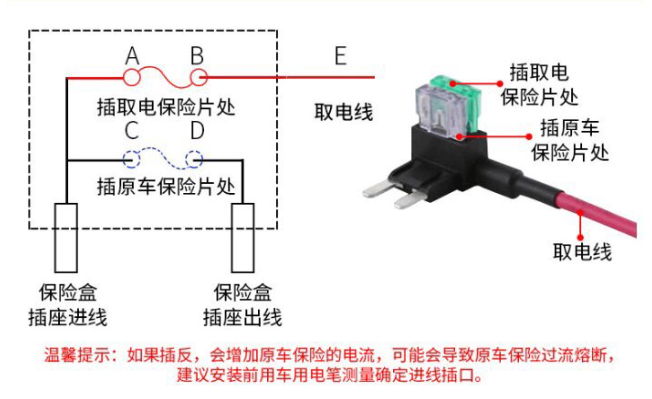 A B E
插取电保险片处
取电线
C D
插原车保险片处
保险盒
插座进线
保险盒
插座出线
插取电
保险片处
插原车
保险片处
取电线
温馨提示：如果插反，会增加原车保险的电流，可能会导致原车保险过流熔断，
建议安装前用车用电笔测量确定进线插口。